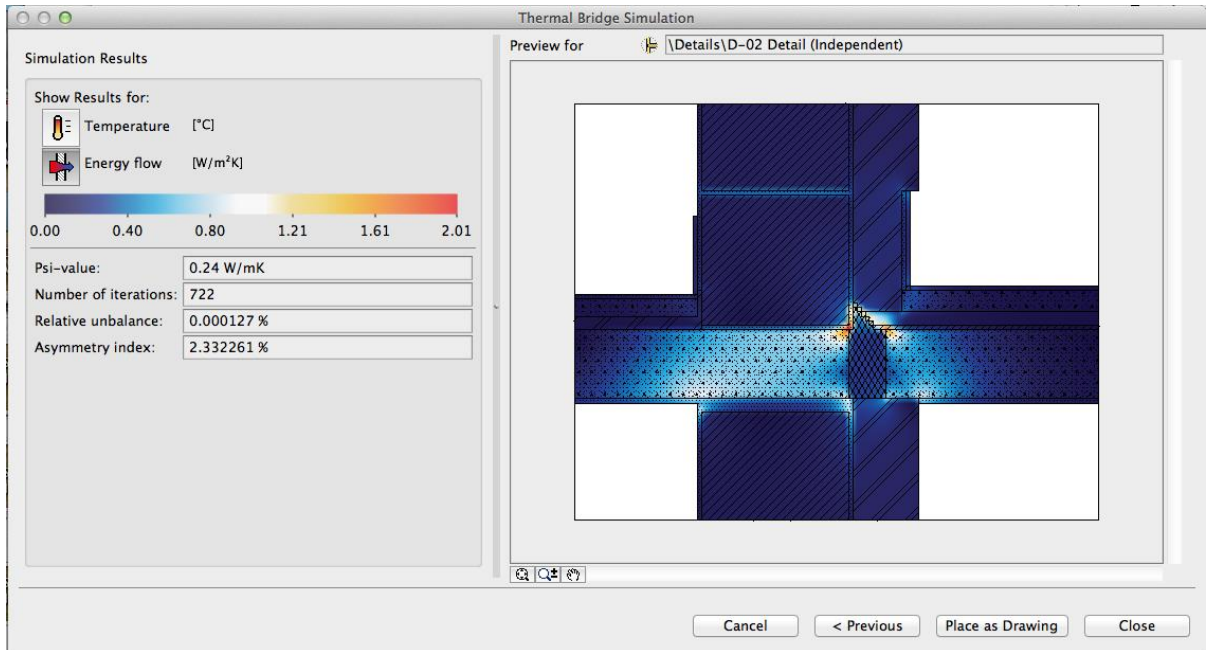 Thermal Bridge Simulation
Simulation Results
Show Results for:
Temperature [°C]
Energy flow [W/m²K]
0.00 0.40 0.80 1.21 1.61 2.01
Psi-value: 0.24 W/mK
Number of iterations: 722
Relative unbalance: 0.000127 %
Asymmetry index: 2.332261 %
Preview for \Details\D-02 Detail (Independent)
Cancel < Previous Place as Drawing Close